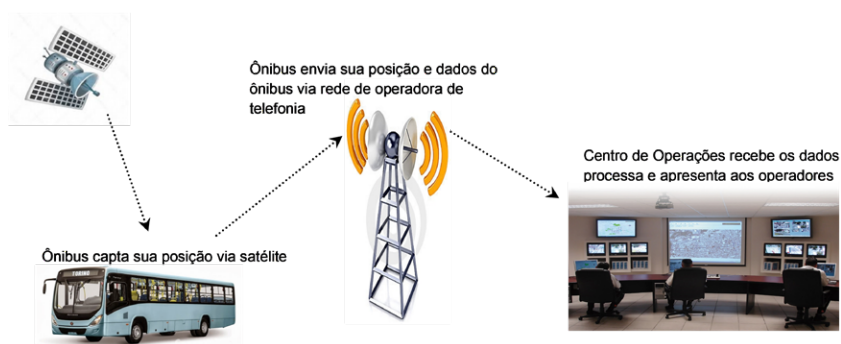 Ônibus envia sua posição e dados do
ônibus via rede de operadora de
telefonia
Centro de Operações recebe os dados
processa e apresenta aos operadores
Ônibus capta sua posição via satélite
TORINO